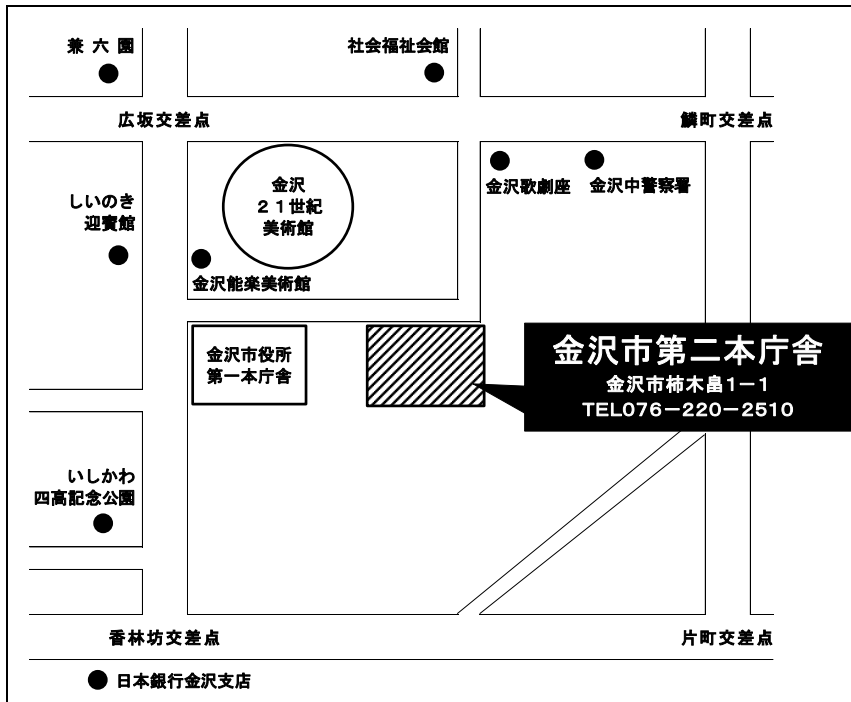 兼六園
社会福祉会館
広坂交差点
鱗町交差点
金沢歌劇座
金沢中警察署
金沢
21世紀
美術館
しいのき
迎賓館
金沢能楽美術館
金沢市役所
第一本庁舎
金沢市第二本庁舎
金沢市柿木畠1-1
TEL076-220-2510
いしかわ
四高記念公園
香林坊交差点
片町交差点
日本銀行金沢支店